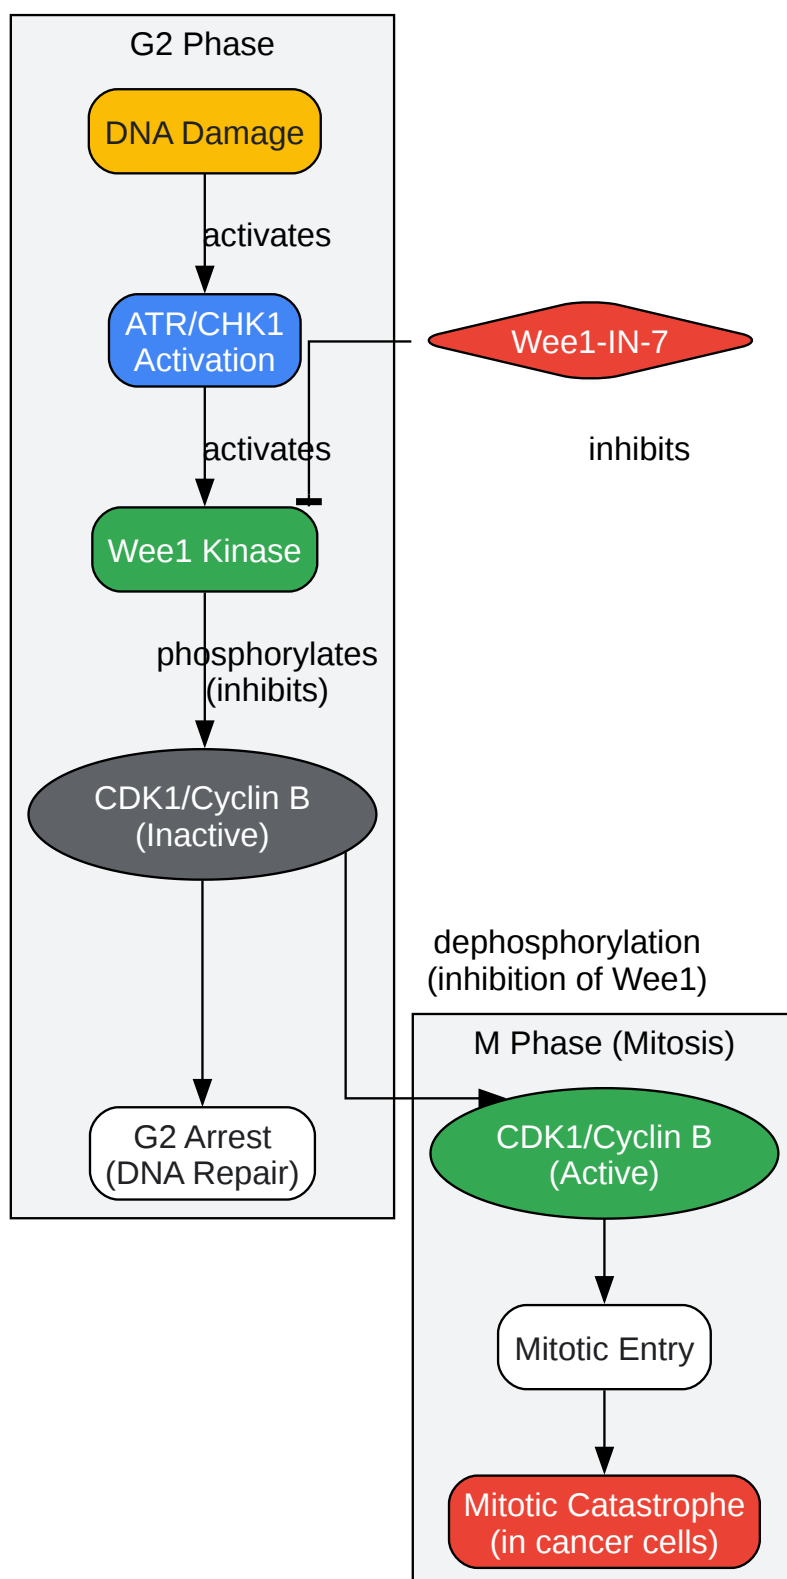 G2 Phase
DNA Damage
activates
ATR/CHK1
Activation
Wee1-IN-7
activates
inhibits
Wee1 Kinase
phosphorylates
(inhibits)
CDK1/Cyclin B
(Inactive)
dephosphorylation
(inhibition of Wee1)
M Phase (Mitosis)
G2 Arrest
(DNA Repair)
CDK1/Cyclin B
(Active)
Mitotic Entry
Mitotic Catastrophe
(in cancer cells)